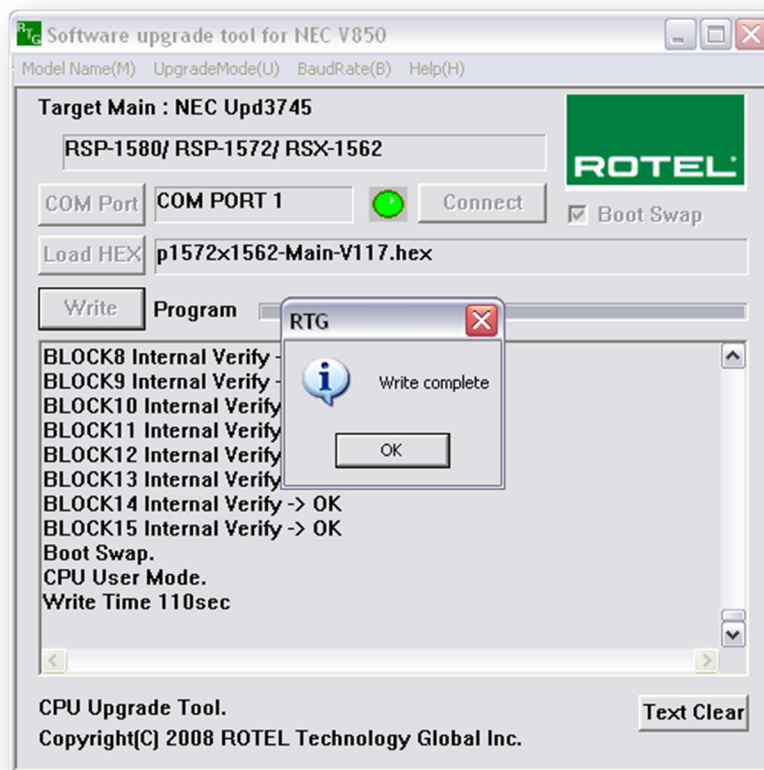 RTG Software upgrade tool for NEC V850
Model Name(M) UpgradeMode(U) BaudRate(B) Help(H)
Target Main : NEC Upd3745
RSP-1580/ RSP-1572/ RSX-1562
ROTEL
COM Port COM PORT 1 Connect Boot Swap
Load HEX p1572x1562-Main-V117.hex
Write Program
RTG
Write complete
OK
BLOCK8 Internal Verify -
BLOCK9 Internal Verify -
BLOCK10 Internal Verify
BLOCK11 Internal Verify
BLOCK12 Internal Verify
BLOCK13 Internal Verify
BLOCK14 Internal Verify -> OK
BLOCK15 Internal Verify -> OK
Boot Swap.
CPU User Mode.
Write Time 110sec
CPU Upgrade Tool.
Text Clear
Copyright(C) 2008 ROTEL Technology Global Inc.